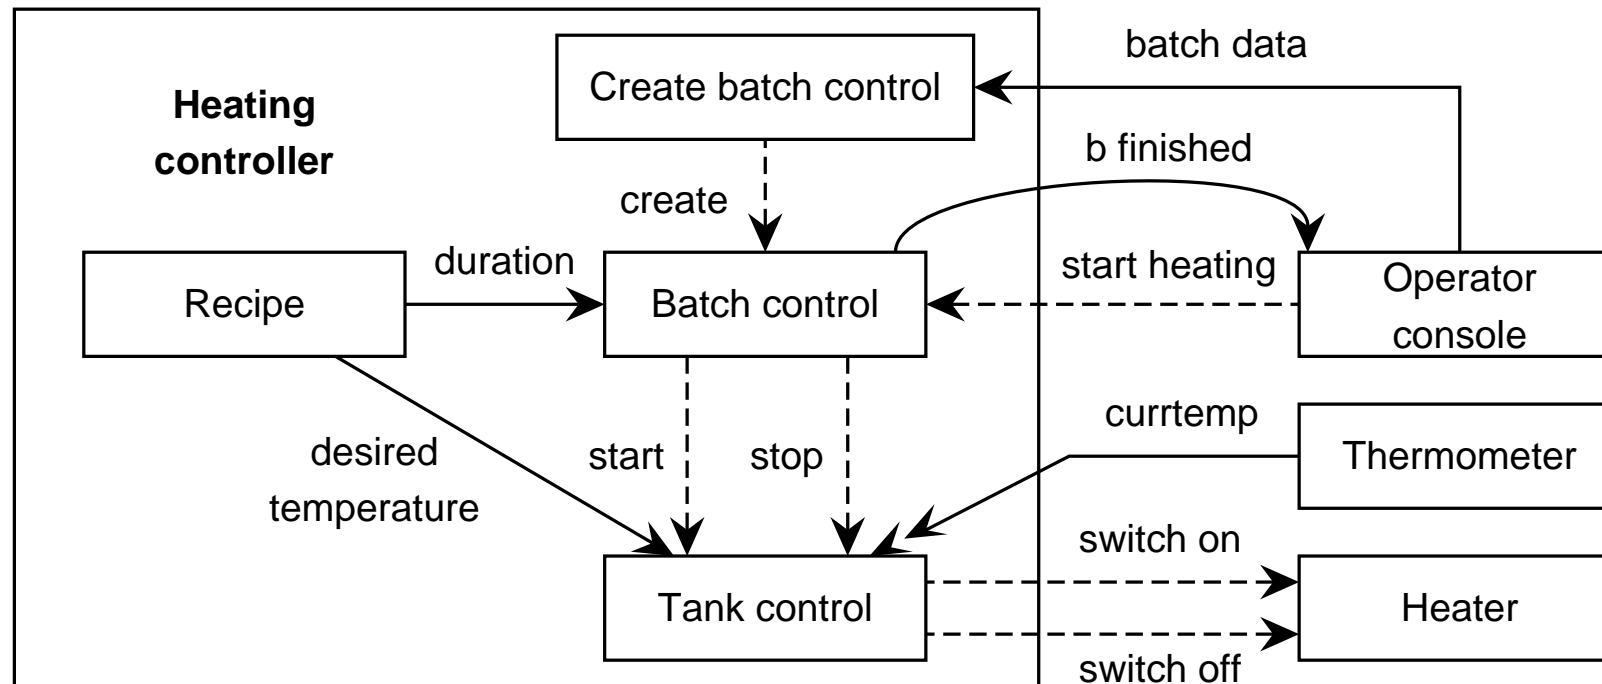 batch data
Create batch control
Heating
controller
b finished
create
duration
start heating
Recipe
Batch control
Operator
console
currtemp
desired
temperature
start
stop
Thermometer
switch on
Tank control
Heater
switch off